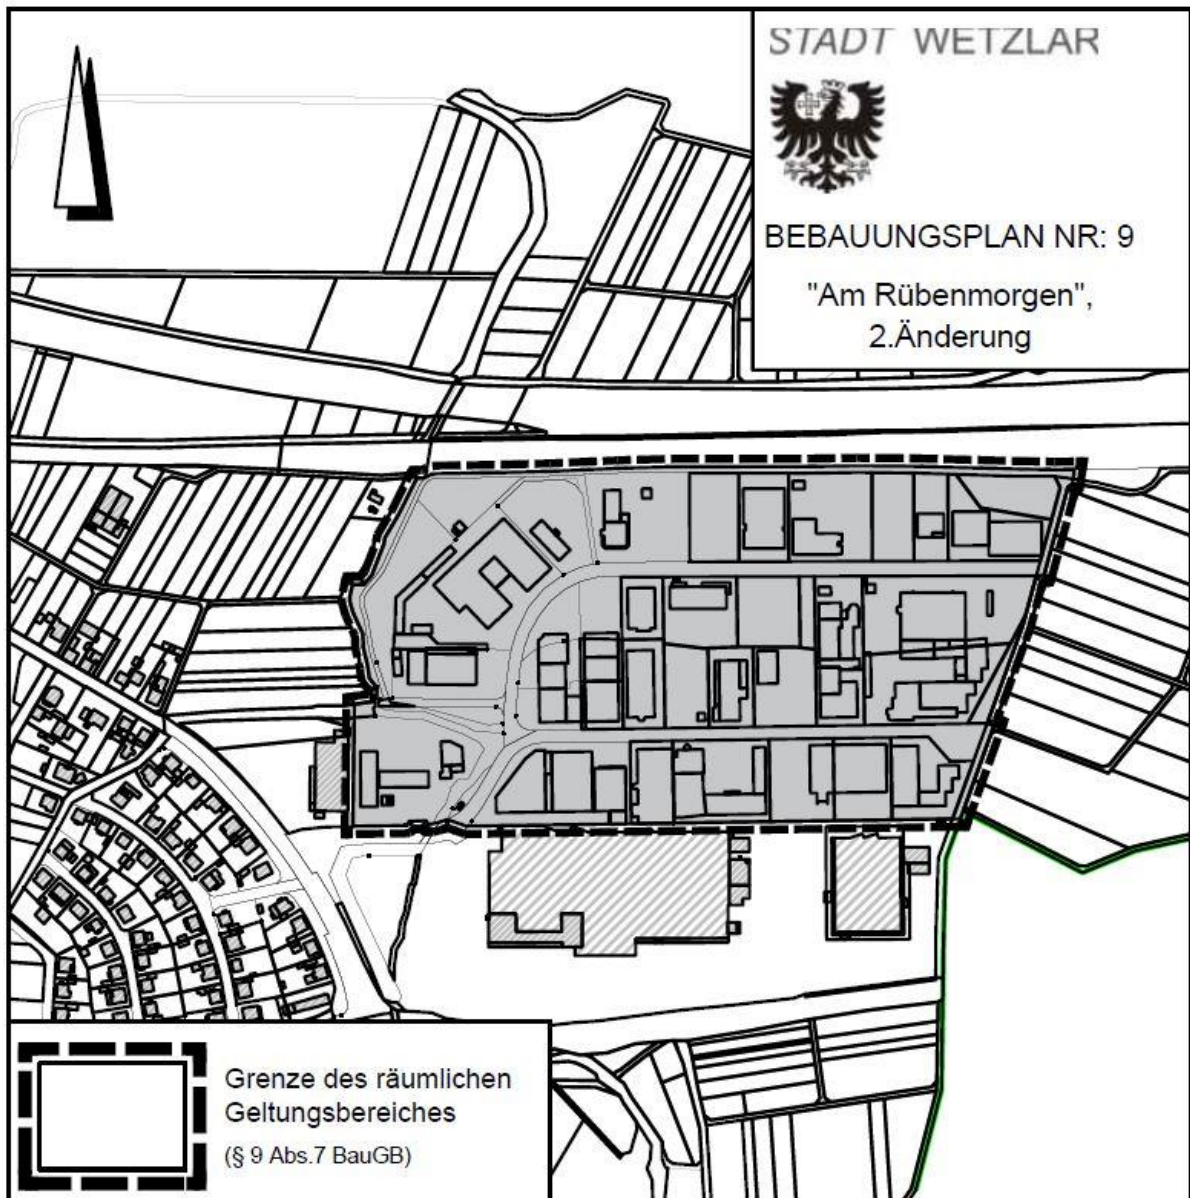 STADT WETZLAR
BEBAUUNGSPLAN NR: 9
"Am Rübenmorgen",
2.Änderung
Grenze des räumlichen
Geltungsbereiches
(§ 9 Abs.7 BauGB)